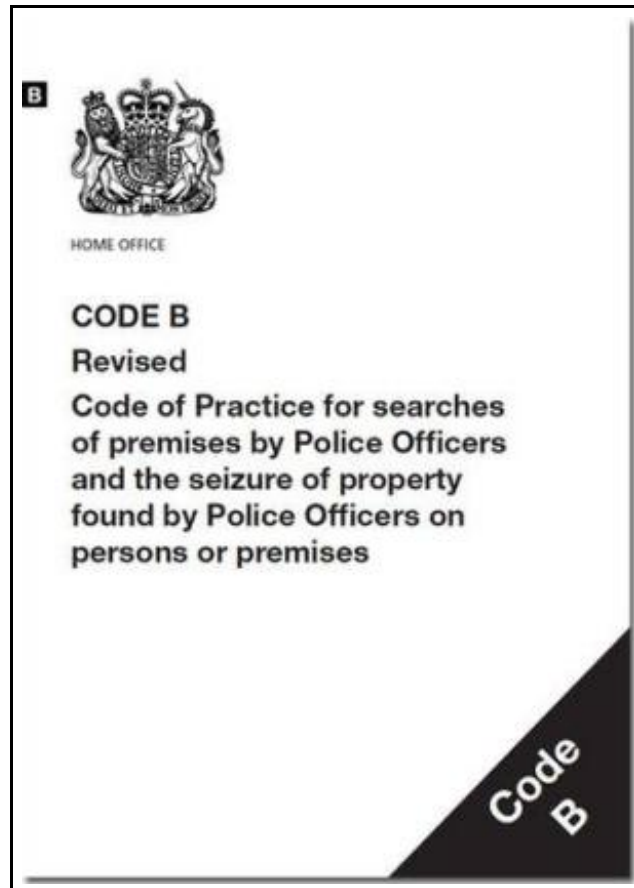 B
HOME OFFICE
CODE B
Revised
Code of Practice for searches
of premises by Police Officers
and the seizure of property
found by Police Officers on
persons or premises
Code
B